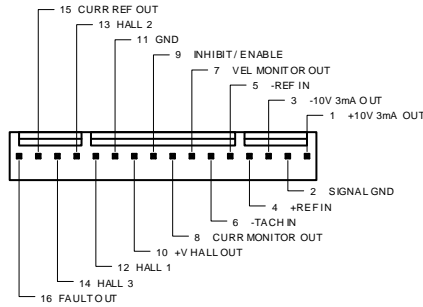 15 CURR REF OUT
13 HALL 2
11 GND
9 INHIBIT / ENABLE
7 VEL MONITOR OUT
5 -REF IN
3 -10V 3mA OUT
1 +10V 3mA OUT
2 SIGNAL GND
4 +REF IN
6 -TACH IN
8 CURR MONITOR OUT
10 +V HALL OUT
12 HALL 1
14 HALL 3
16 FAULT OUT